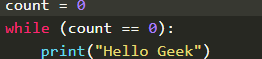 count = 0
while (count == 0):
    print("Hello Geek")